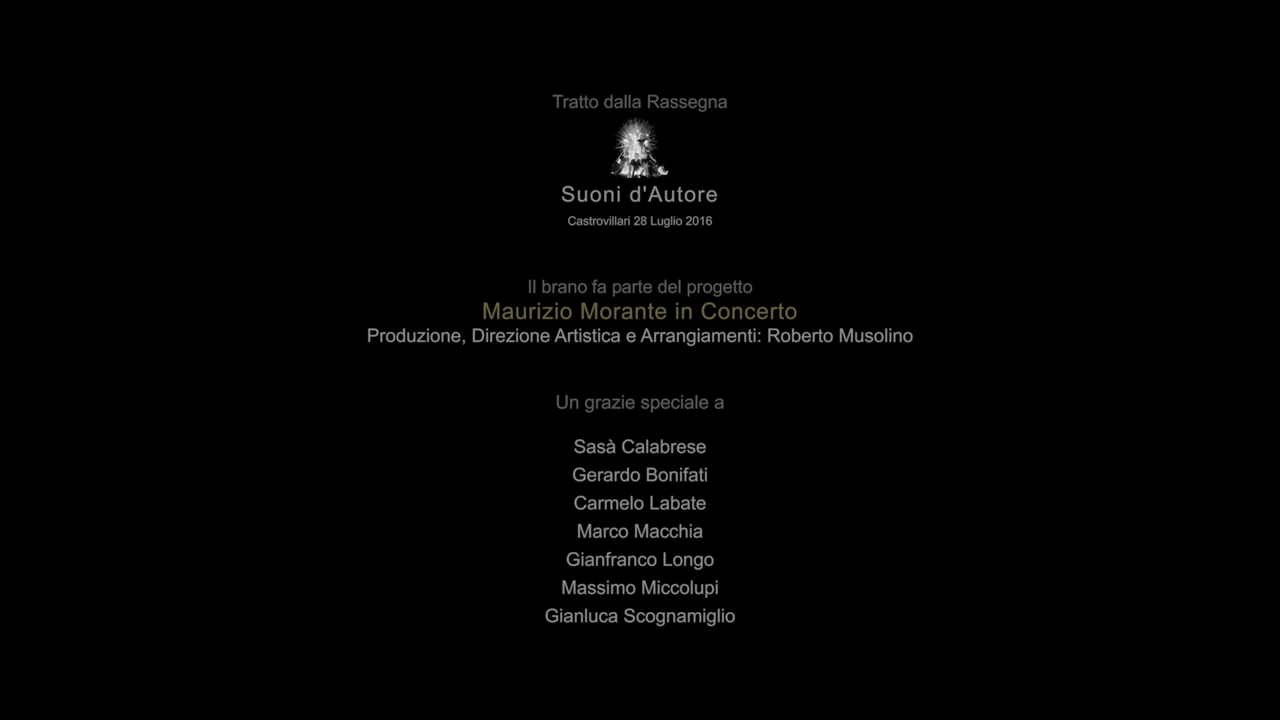 Tratto dalla Rassegna
Suoni d'Autore
Castrovillari 28 Luglio 2016
Il brano fa parte del progetto
Maurizio Morante in Concerto
Produzione, Direzione Artistica e Arrangiamenti: Roberto Musolino
Un grazie speciale a
Sasà Calabrese
Gerardo Bonifati
Carmelo Labate
Marco Macchia
Gianfranco Longo
Massimo Miccolupi
Gianluca Scognamiglio